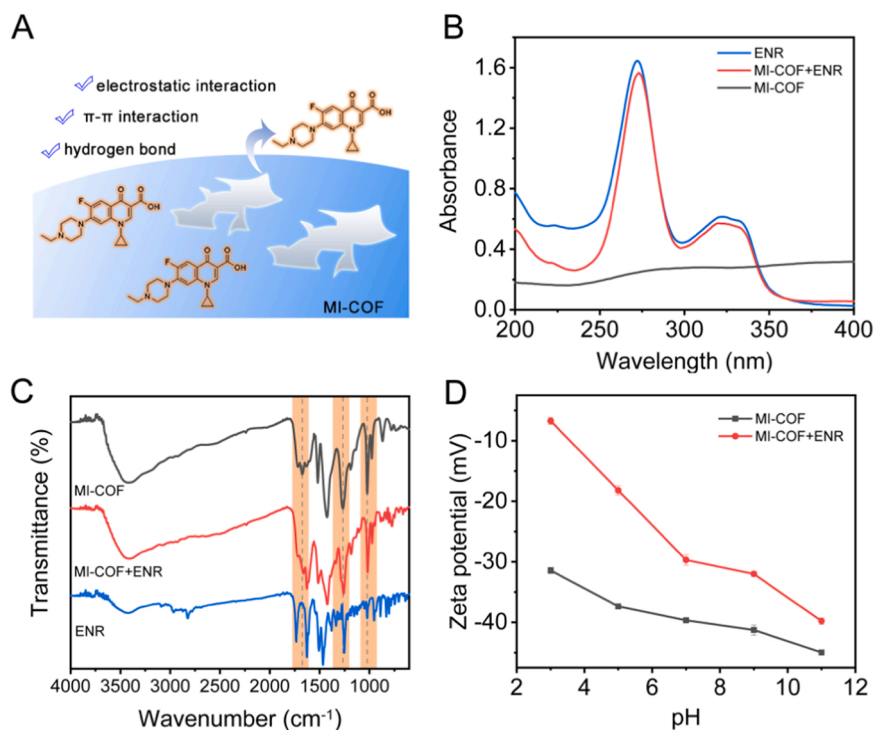 A
electrostatic interaction
π-π interaction
hydrogen bond
F
O
O
OH
N
N
N
F
O
O
OH
N
N
N
F
O
O
OH
N
N
N
MI-COF
B
ENR
MI-COF+ENR
MI-COF
Absorbance
1.6
1.2
0.8
0.4
0.0
200 250 300 350 400
Wavelength (nm)
C
MI-COF
MI-COF+ENR
ENR
Transmittance (%)
4000 3500 2500 1500 1000
Wavenumber (cm⁻¹)
D
MI-COF
MI-COF+ENR
Zeta potential (mV)
-10
-20
-30
-40
2 4 6 8 10 12
pH